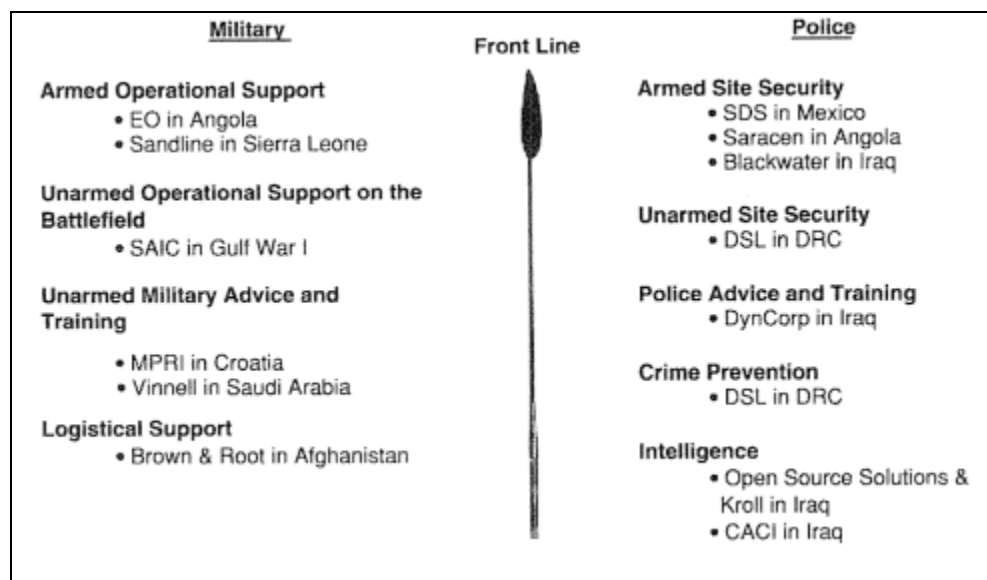 Military
Armed Operational Support
• EO in Angola
• Sandline in Sierra Leone
Unarmed Operational Support on the
Battlefield
• SAIC in Gulf War I
Unarmed Military Advice and
Training
• MPRI in Croatia
• Vinnell in Saudi Arabia
Logistical Support
• Brown & Root in Afghanistan
Front Line
Police
Armed Site Security
• SDS in Mexico
• Saracen in Angola
• Blackwater in Iraq
Unarmed Site Security
• DSL in DRC
Police Advice and Training
• DynCorp in Iraq
Crime Prevention
• DSL in DRC
Intelligence
• Open Source Solutions &
Kroll in Iraq
• CACI in Iraq